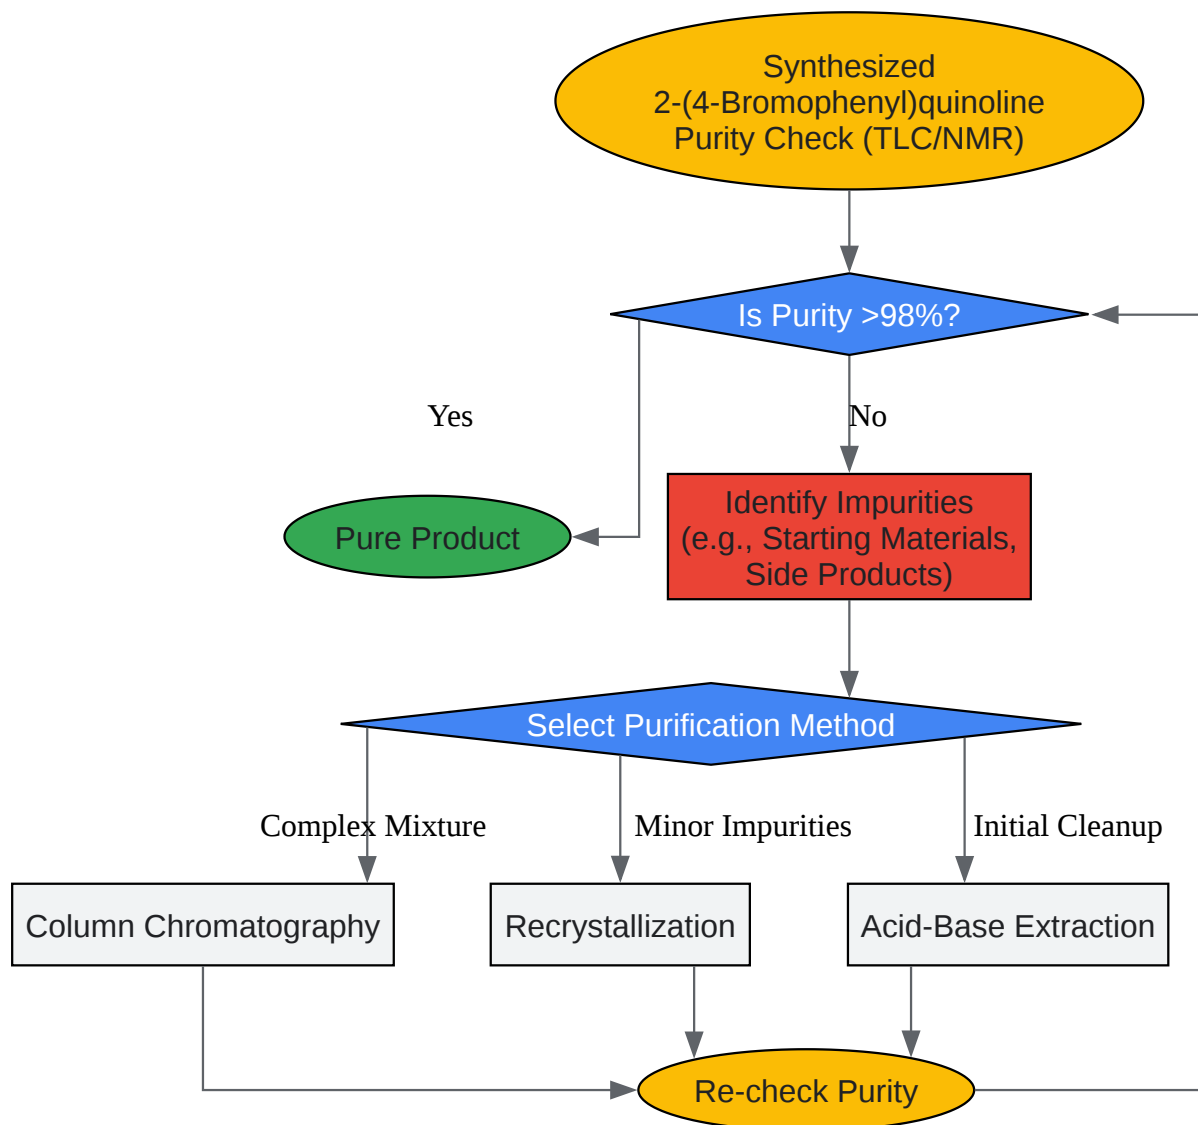 Synthesized
2-(4-Bromophenyl)quinoline
Purity Check (TLC/NMR)
Is Purity >98%?
Yes
No
Pure Product
Identify Impurities
(e.g., Starting Materials,
Side Products)
Select Purification Method
Complex Mixture
Minor Impurities
Initial Cleanup
Column Chromatography
Recrystallization
Acid-Base Extraction
Re-check Purity